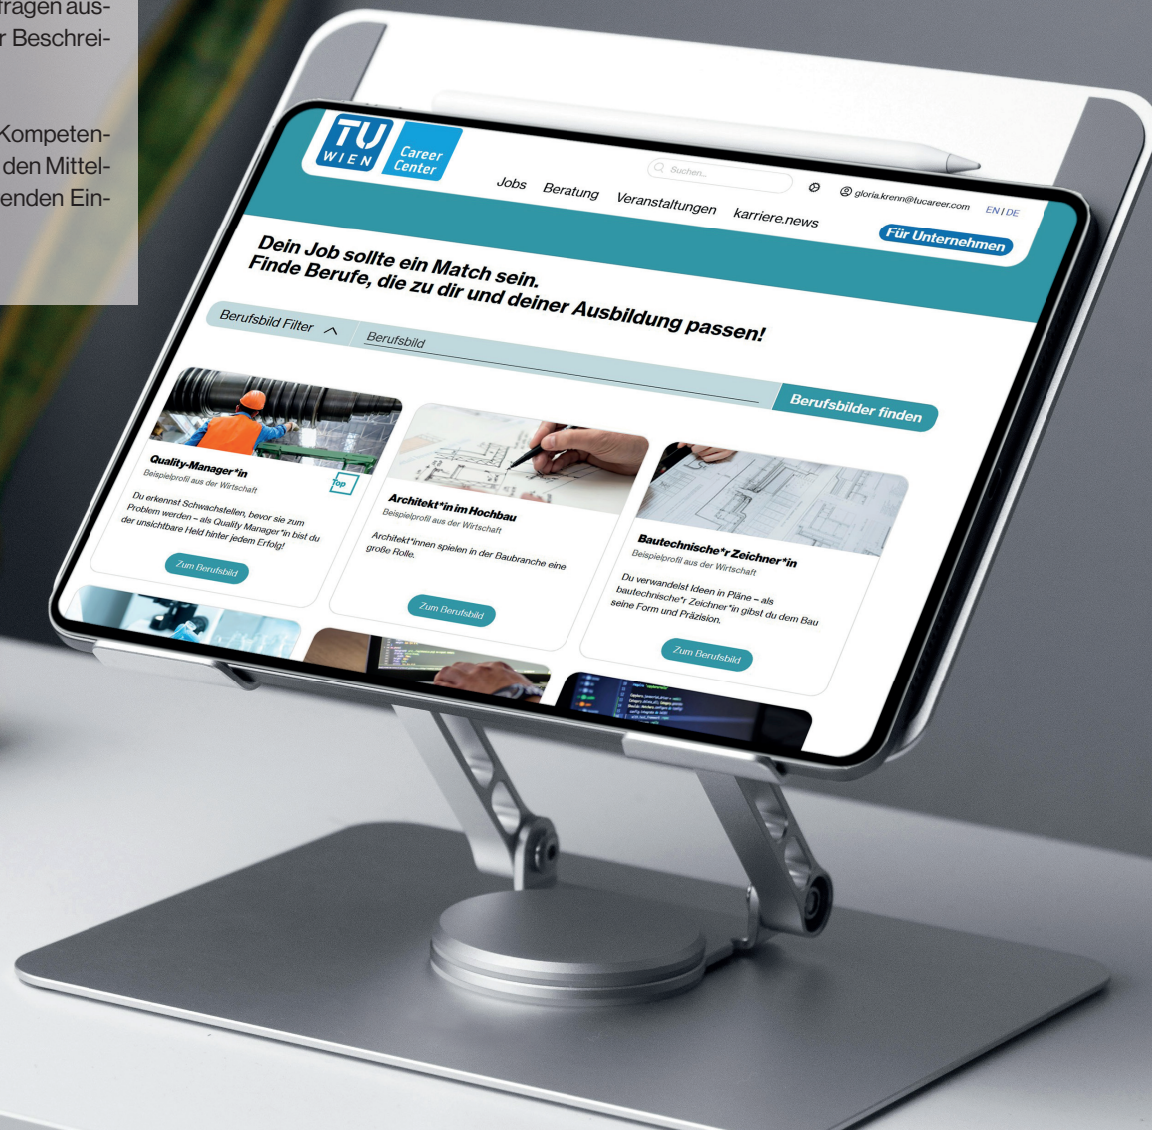 fragen aus-
r Beschrei-
Kompeten-
den Mittel-
enden Ein-
TU
WIEN
Career
Center
Suchen...
gloria.krenn@tucareer.com
EN | DE
Jobs Beratung Veranstaltungen karriere.news
Für Unternehmen
Dein Job sollte ein Match sein.
Finde Berufe, die zu dir und deiner Ausbildung passen!
Berufsbild Filter
Berufsbild
Berufsbilder finden
Quality-Manager*in
Beispielprofil aus der Wirtschaft
Top
Du erkennst Schwachstellen, bevor sie zum
Problem werden – als Quality Manager*in bist du
der unsichtbare Held hinter jedem Erfolg!
Zum Berufsbild
Architekt*in im Hochbau
Beispielprofil aus der Wirtschaft
Architekt*innen spielen in der Baubranche eine
große Rolle.
Zum Berufsbild
Bautechnische*r Zeichner*in
Beispielprofil aus der Wirtschaft
Du verwandelst Ideen in Pläne – als
bautechnische*r Zeichner*in gibst du dem Bau
seine Form und Präzision.
Zum Berufsbild